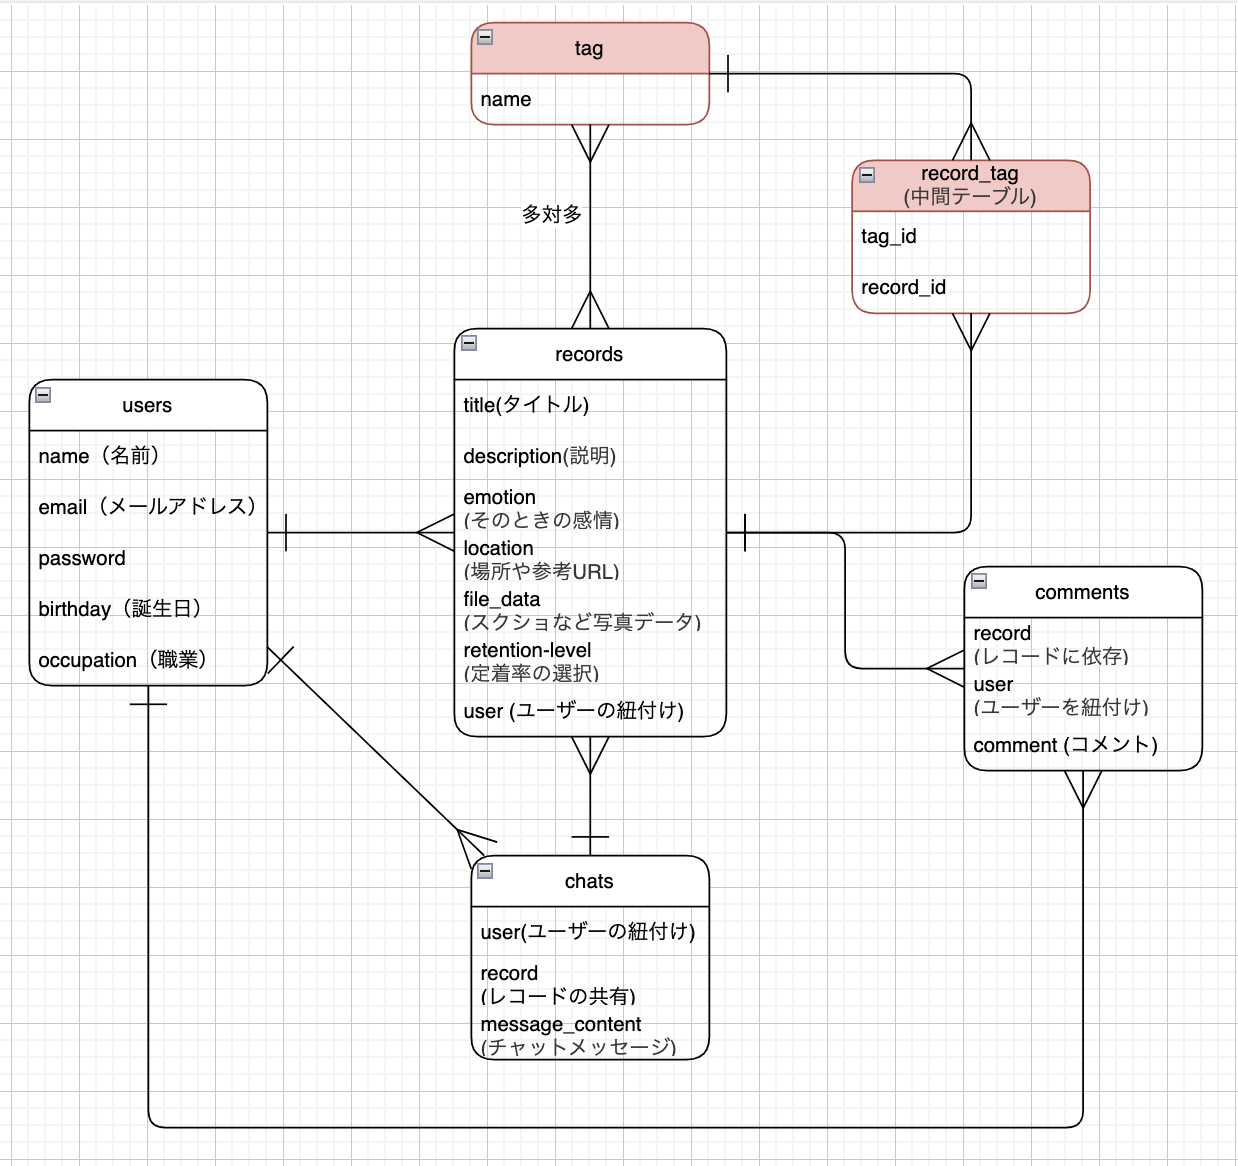 tag
name
record_tag
(中間テーブル)
tag_id
record_id
多対多
records
title(タイトル)
description(説明)
emotion
(そのときの感情)
location
(場所や参考URL)
file_data
(スクショなど写真データ)
retention-level
(定着率の選択)
user (ユーザーの紐付け)
users
name（名前）
email（メールアドレス）
password
birthday（誕生日）
occupation（職業）
comments
record
(レコードに依存)
user
(ユーザーを紐付け)
comment (コメント)
chats
user(ユーザーの紐付け)
record
(レコードの共有)
message_content
(チャットメッセージ)